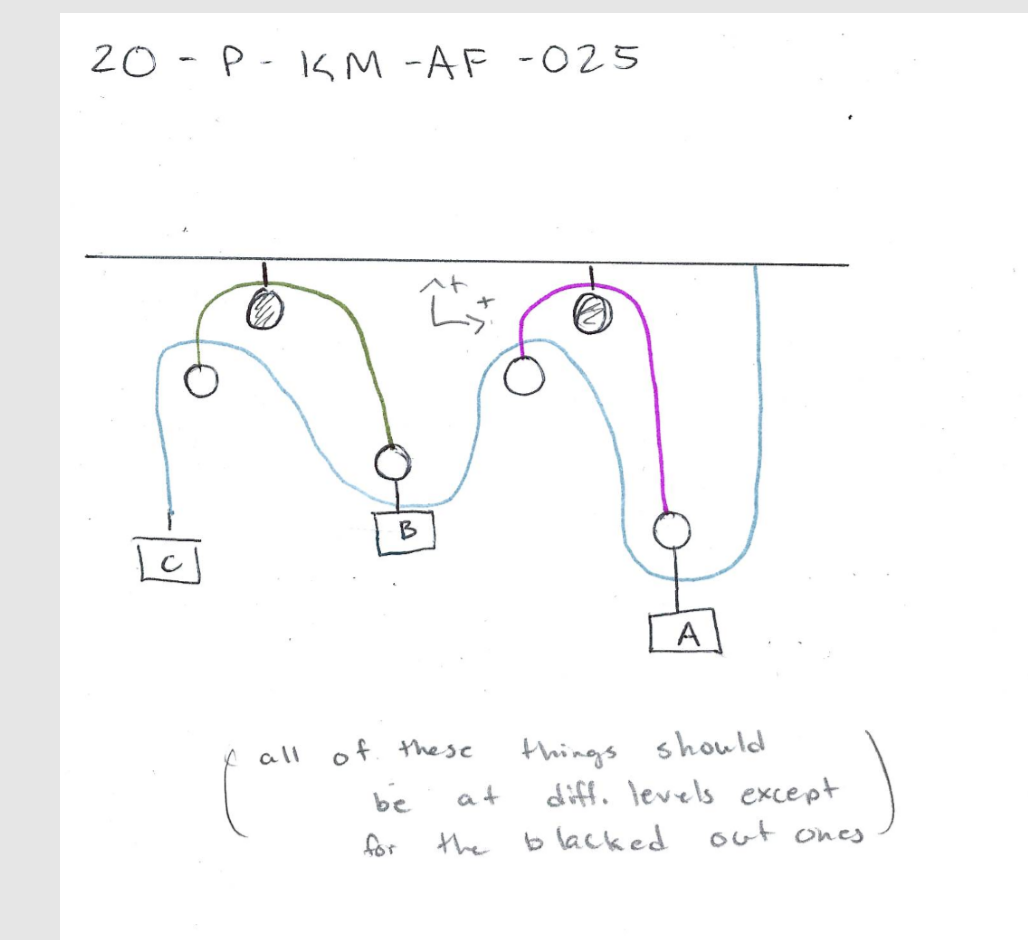 20 - P - KM - AF - 025
+
+
B
C
A
( all of these things should
be at diff. levels except
for the blacked out ones )